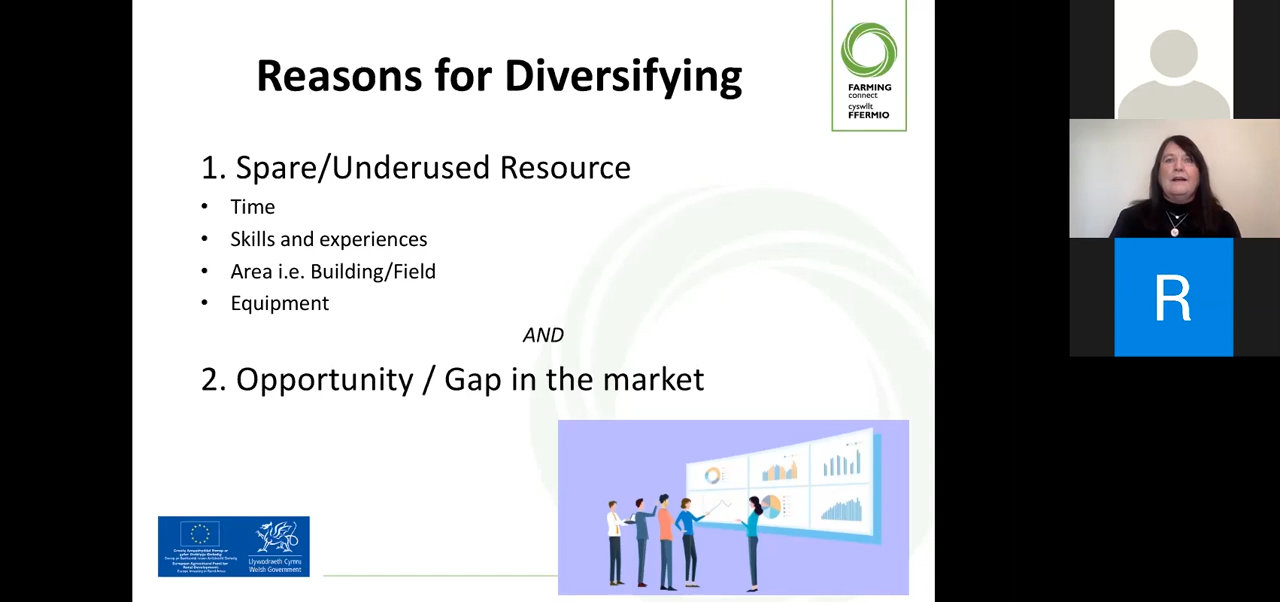 Reasons for Diversifying
FARMING
connect
cyswllt
FFERMIO
1. Spare/Underused Resource
• Time
• Skills and experiences
• Area i.e. Building/Field
• Equipment
AND
2. Opportunity / Gap in the market
Llywodraeth Cymru
Welsh Government
R